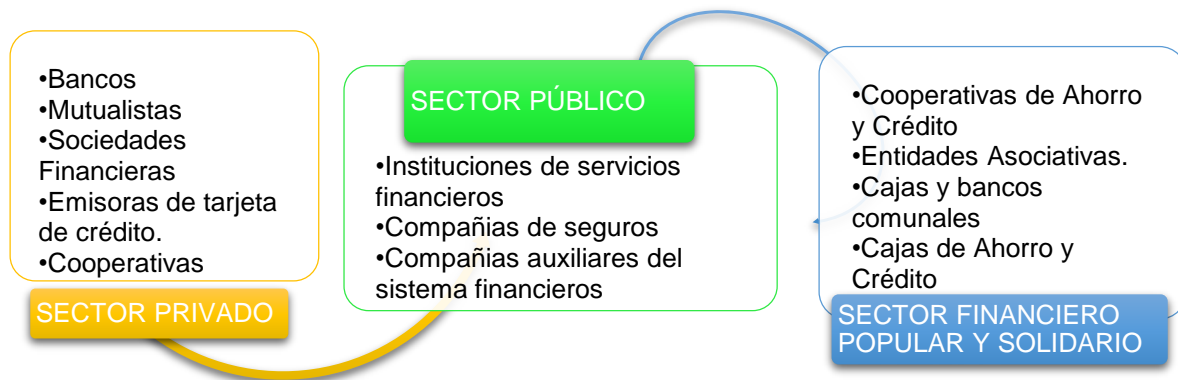 •Bancos
•Mutualistas
•Sociedades
Financieras
•Emisoras de tarjeta
de crédito.
•Cooperativas
SECTOR PRIVADO
SECTOR PÚBLICO
•Instituciones de servicios
financieros
•Compañias de seguros
•Compañias auxiliares del
sistema financieros
•Cooperativas de Ahorro
y Crédito
•Entidades Asociativas.
•Cajas y bancos
comunales
•Cajas de Ahorro y
Crédito
SECTOR FINANCIERO
POPULAR Y SOLIDARIO